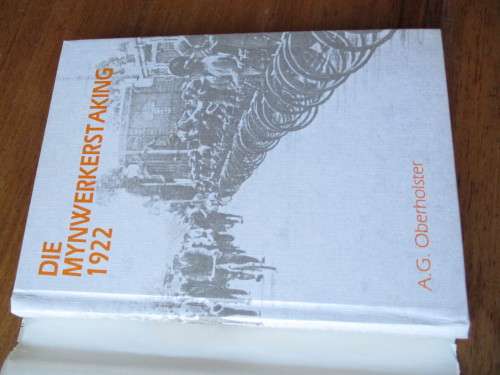 DIE
MYNWERKERSTAKING
1922
A.G. Oberholster